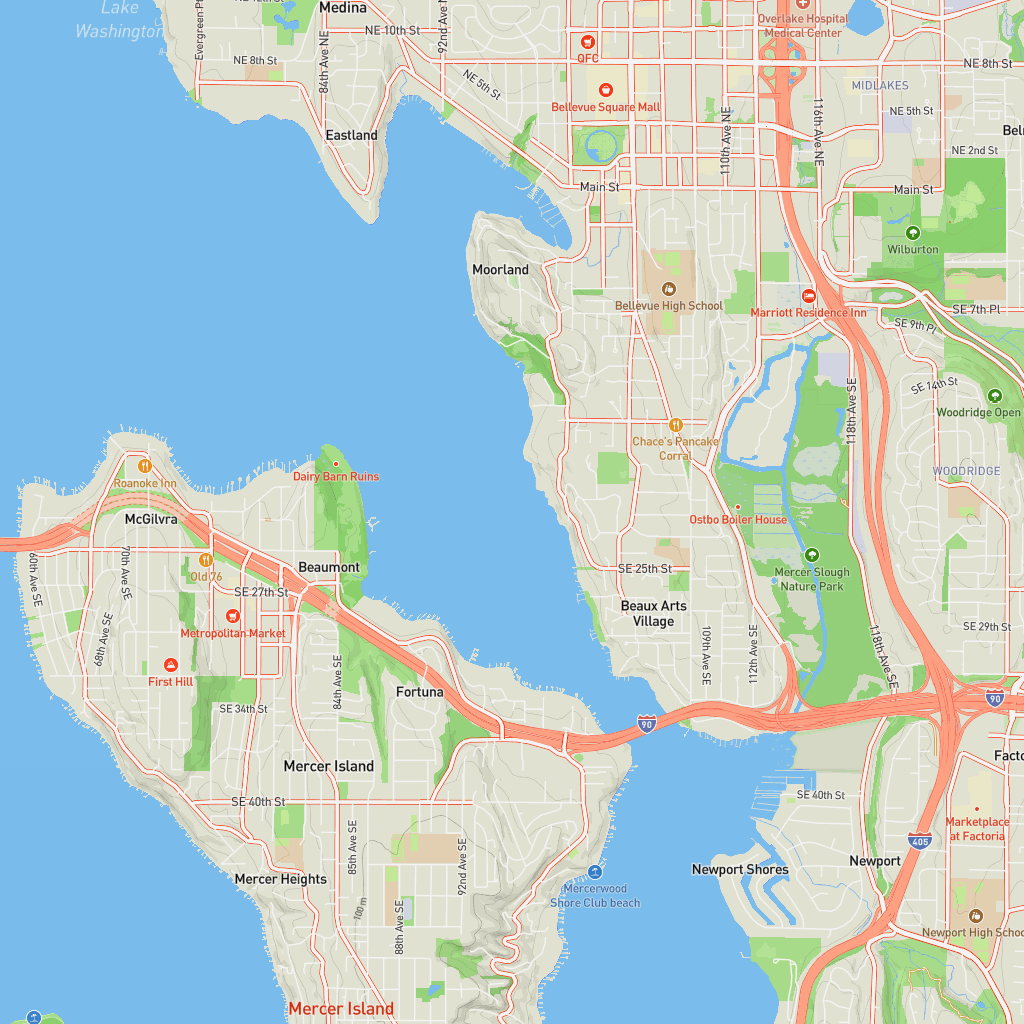 Lake
Washington
Medina
Evergreen P
84th Ave NE
NE 10th St
92nd Ave N
NE 8th St
NE 5th St
Eastland
QFC
Bellevue Square Mall
Overlake Hospital
Medical Center
NE 8th St
MIDLAKES
116th Ave NE
NE 5th St
110th Ave NE
NE 2nd St
Main St
Main St
Wilburton
Moorland
Bellevue High School
Marriott Residence Inn
SE 7th Pl
SE 9th Pl
SE 14th St
118th Ave SE
Woodridge Open
Chace's Pancake
Corral
WOODRIDGE
Dairy Barn Ruins
Roanoke Inn
McGilvra
Ostbo Boiler House
60th Ave SE
70th Ave SE
Old 76
Beaumont
SE 27th St
SE 25th St
Mercer Slough
Nature Park
Beaux Arts
Village
Metropolitan Market
68th Ave SE
First Hill
109th Ave SE
112th Ave SE
118th Ave SE
SE 29th St
84th Ave SE
Fortuna
SE 34th St
90
90
Mercer Island
Facto
SE 40th St
SE 40th St
Marketplace
at Factoria
405
85th Ave SE
92nd Ave SE
Mercer Heights
Mercerwood
Shore Club beach
Newport Shores
Newport
100 m
88th Ave SE
Newport High Schoo
Mercer Island